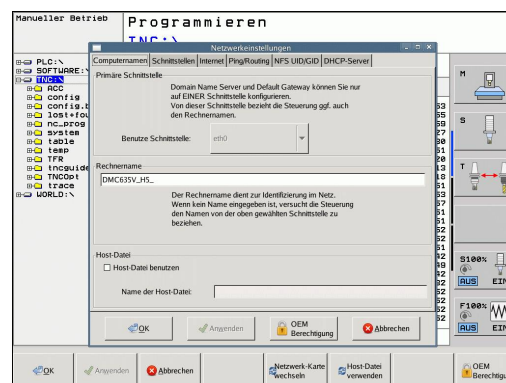 Manueller Betrieb
Programmieren
TNC:\
Netzwerkeinstellungen
Computernamen Schnittstellen Internet Ping/Routing NFS UID/GID DHCP-Server
PLC:\
SOFTWARE:
TNC:\
ACC
config
config.b
lost+fou
nc_prog
system
table
temp
TFR
tncguide
TNCOpt
trace
WORLD:\
Primäre Schnittstelle
Domain Name Server und Default Gateway können Sie nur
auf EINER Schnittstelle konfigurieren.
Von dieser Schnittstelle bezieht die Steuerung ggf. auch
den Rechnernamen.
Benutze Schnittstelle: eth0
Rechnername
DMC635V_H5_
Der Rechnername dient zur Identifizierung im Netz.
Wenn kein Name eingegeben ist, versucht die Steuerung
den Namen von der oben gewählten Schnittstelle zu
beziehen.
Host-Datei
Host-Datei benutzen
Name der Host-Datei:
OK Anwenden OEM Berechtigung Abbrechen
M
S
T
S100%
AUS EIN
F100%
AUS EIN
OK Anwenden Abbrechen Netzwerk-Karte wechseln Host-Datei verwenden OEM Berechtigu